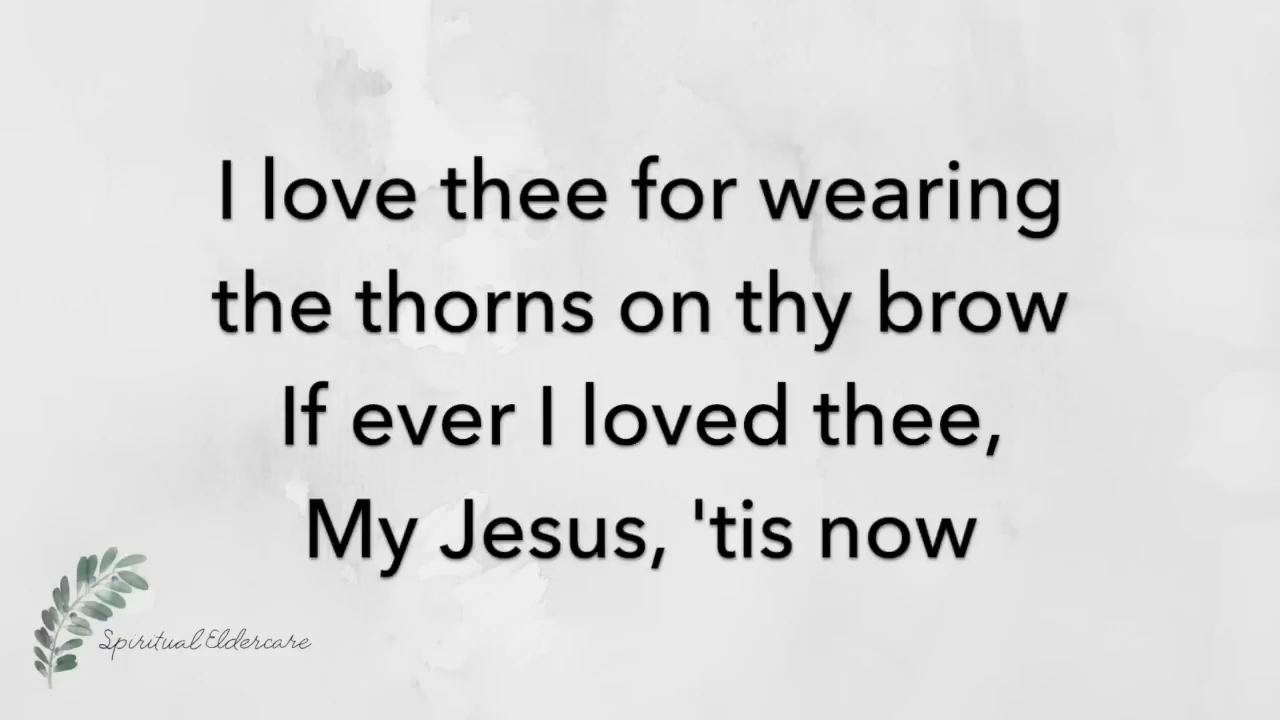 I love thee for wearing
the thorns on thy brow
If ever I loved thee,
My Jesus, 'tis now
Spiritual Eldercare